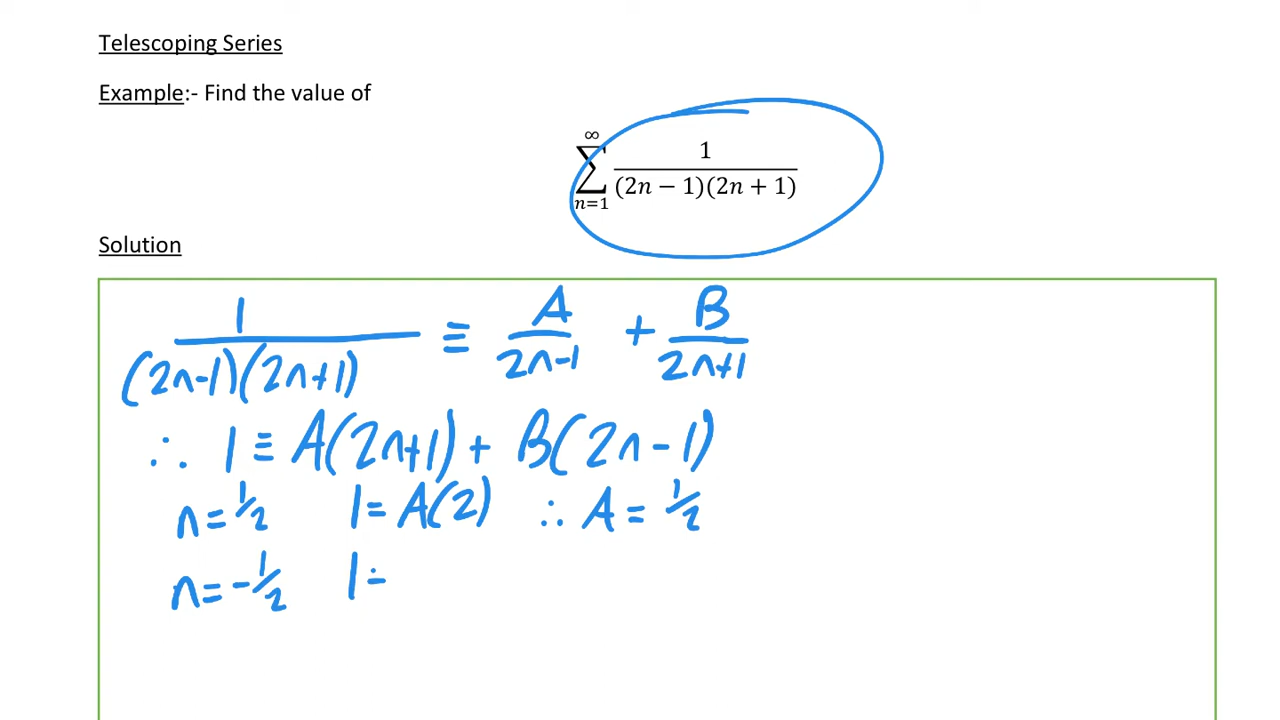 Telescoping Series
Example:- Find the value of
∞
∑ 1/((2n − 1)(2n + 1))
n=1
Solution
1/((2n-1)(2n+1)) ≡ A/(2n-1) + B/(2n+1)
∴ 1 ≡ A(2n+1) + B(2n-1)
n = 1/2 1 = A(2) ∴ A = 1/2
n = -1/2 1 =